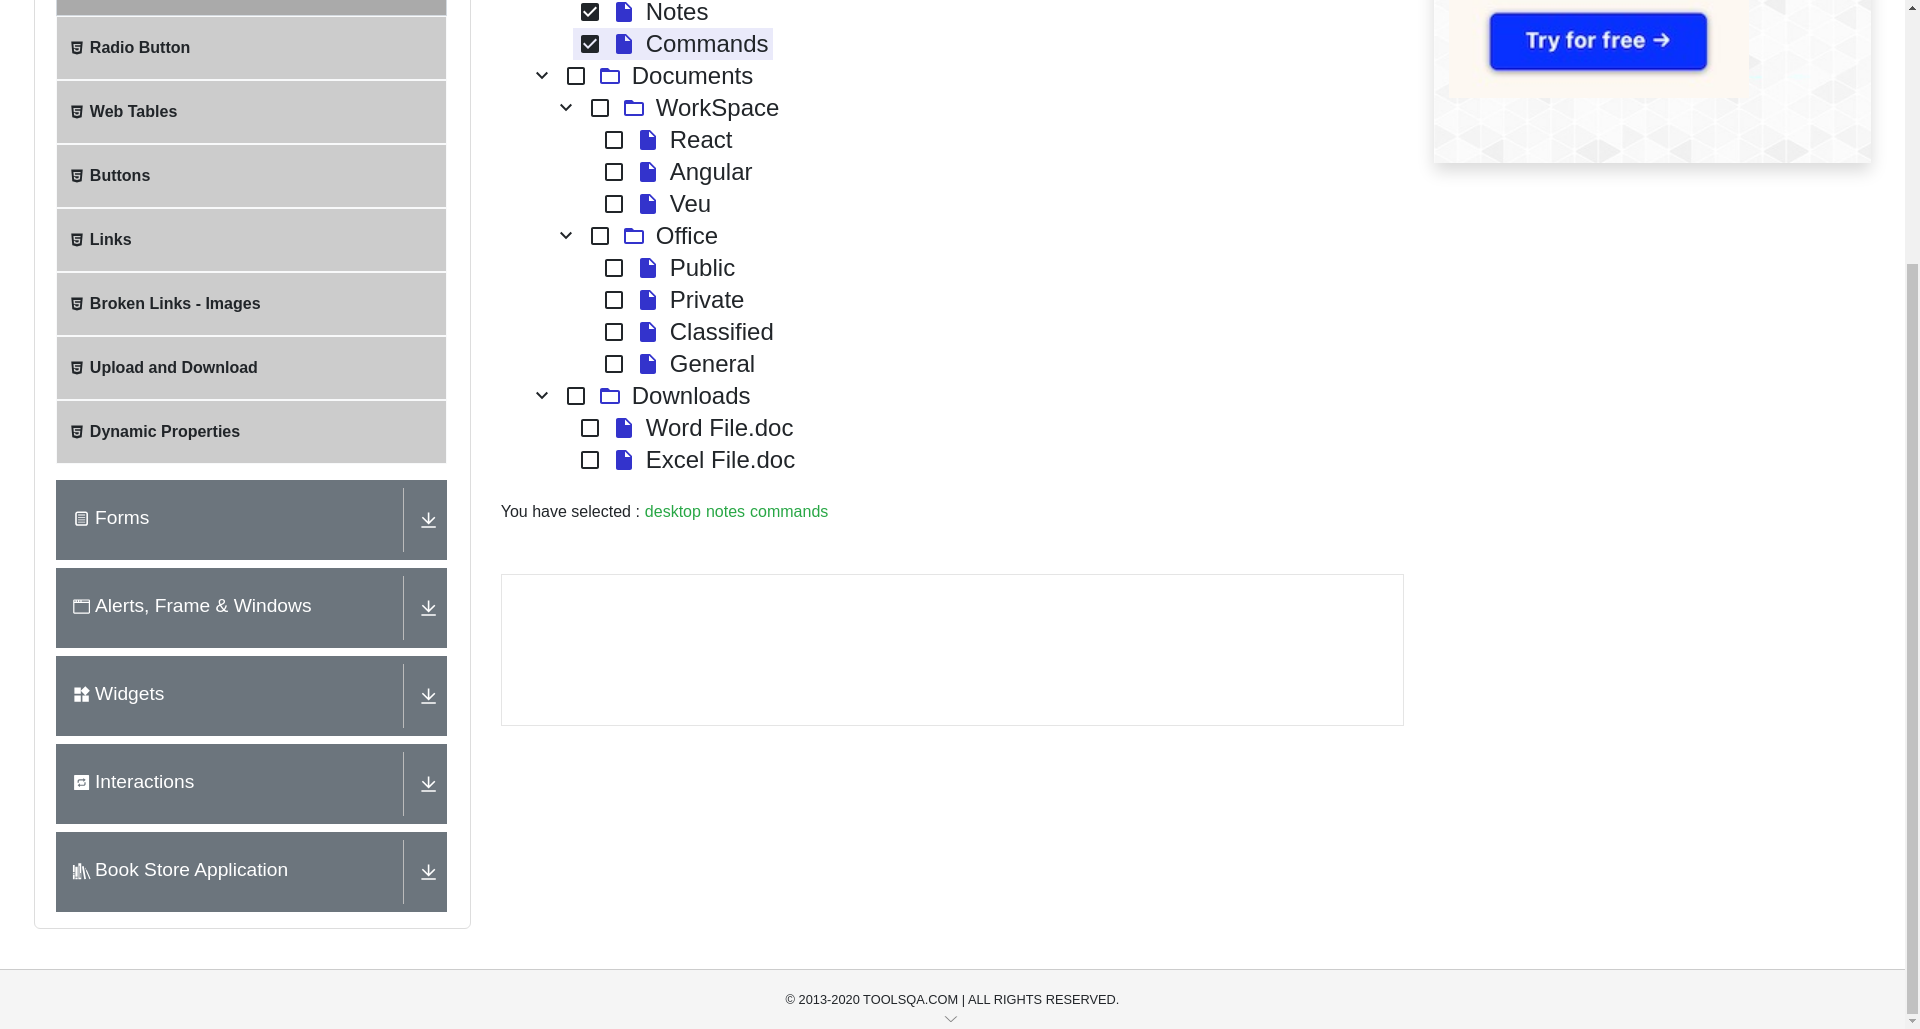 Radio Button
Web Tables
Buttons
Links
Broken Links - Images
Upload and Download
Dynamic Properties
Forms
Alerts, Frame & Windows
Widgets
Interactions
Book Store Application
Notes
Commands
Documents
WorkSpace
React
Angular
Veu
Office
Public
Private
Classified
General
Downloads
Word File.doc
Excel File.doc
You have selected : desktop notes commands
Try for free →
© 2013-2020 TOOLSQA.COM | ALL RIGHTS RESERVED.